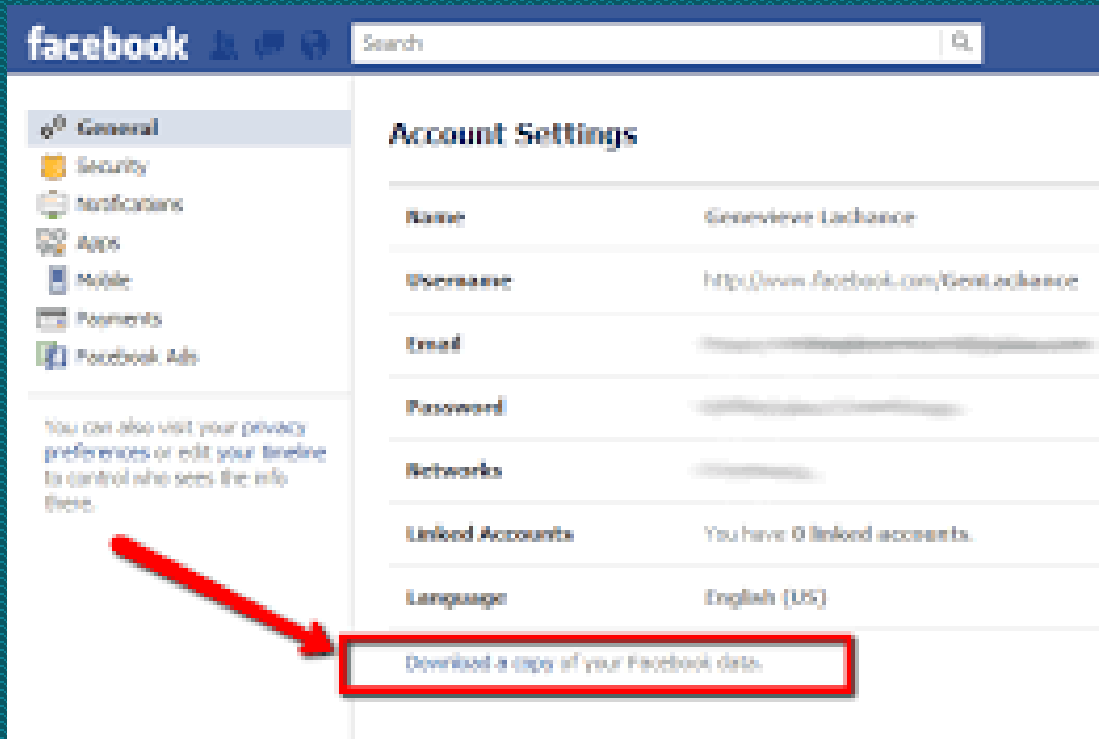 facebook
Search
General
Security
Notifications
Apps
Mobile
Payments
Facebook Ads
You can also visit your privacy
preferences or edit your timeline
to control who sees the info
there.
Account Settings
Name Genevieve Lachance
Username http://www.facebook.com/GenLachance
Email
Password
Networks
Linked Accounts You have 0 linked accounts.
Language English (US)
Download a copy of your Facebook data.